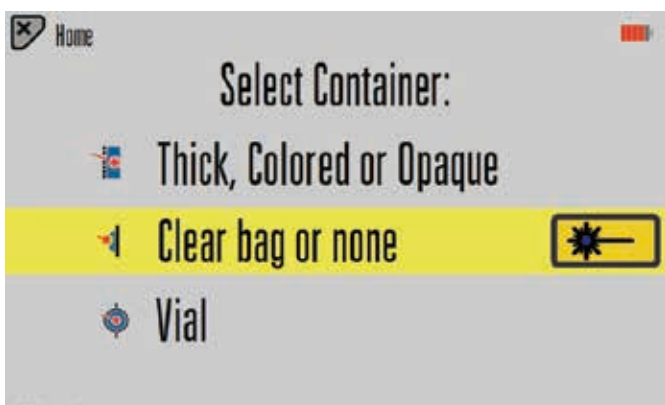 Home
Select Container:
Thick, Colored or Opaque
Clear bag or none
Vial